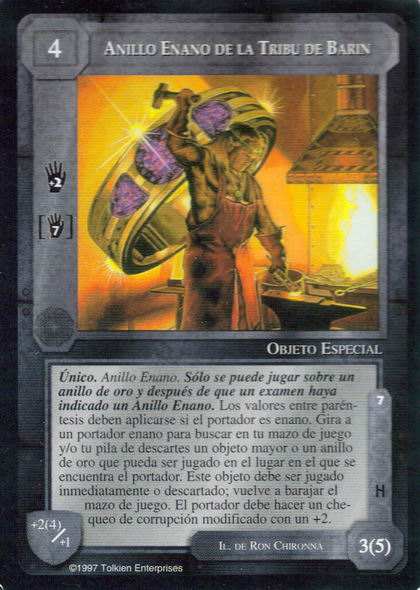 4
ANILLO ENANO DE LA TRIBU DE BARIN
+2
[7]
OBJETO ESPECIAL
Único. Anillo Enano. Sólo se puede jugar sobre un
anillo de oro y después de que un examen haya
indicado un Anillo Enano. Los valores entre parén-
tesis deben aplicarse si el portador es enano. Gira a
un portador enano para buscar en tu mazo de juego
y/o tu pila de descartes un objeto mayor o un anillo
de oro que pueda ser jugado en el lugar en el que se
encuentra el portador. Este objeto debe ser jugado
inmediatamente o descartado; vuelve a barajar el
mazo de juego. El portador debe hacer un che-
queo de corrupción modificado con un +2.
7
H
+2(4)/+1
IL. DE RON CHIRONNA
3(5)
©1997 Tolkien Enterprises